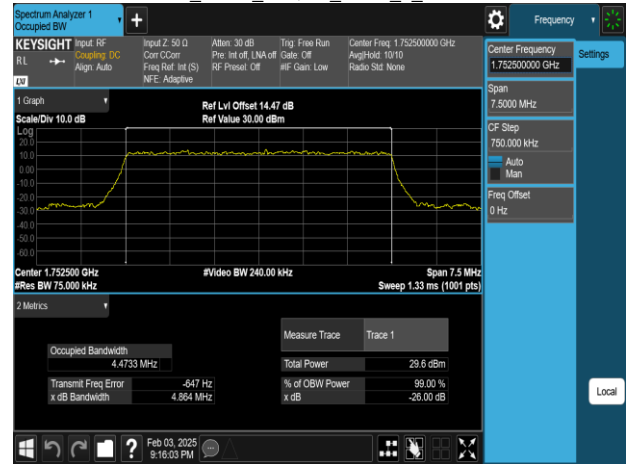 Spectrum Analyzer 1
Occupied BW
Frequency
KEYSIGHT
RL
LXI
Input: RF
Coupling: DC
Align: Auto
Input Z: 50 Ω
Corr CCorr
Freq Ref: Int (S)
NFE: Adaptive
Atten: 30 dB
Pre: Int off, LNA off
RF Presel: Off
Trig: Free Run
Gate: Off
#IF Gain: Low
Center Freq: 1.752500000 GHz
Avg|Hold: 10/10
Radio Std: None
Center Frequency
1.752500000 GHz
Settings
Span
7.5000 MHz
CF Step
750.000 kHz
Auto
Man
Freq Offset
0 Hz
1 Graph
Scale/Div 10.0 dB
Ref Lvl Offset 14.47 dB
Ref Value 30.00 dBm
Log
20.0
10.0
0.00
-10.0
-20.0
-30.0
-40.0
-50.0
-60.0
Center 1.752500 GHz
#Res BW 75.000 kHz
#Video BW 240.00 kHz
Span 7.5 MHz
Sweep 1.33 ms (1001 pts)
2 Metrics
Measure Trace Trace 1
Occupied Bandwidth
4.4733 MHz
Total Power 29.6 dBm
Transmit Freq Error -647 Hz
% of OBW Power 99.00 %
x dB Bandwidth 4.864 MHz
x dB -26.00 dB
Local
Feb 03, 2025
9:16:03 PM